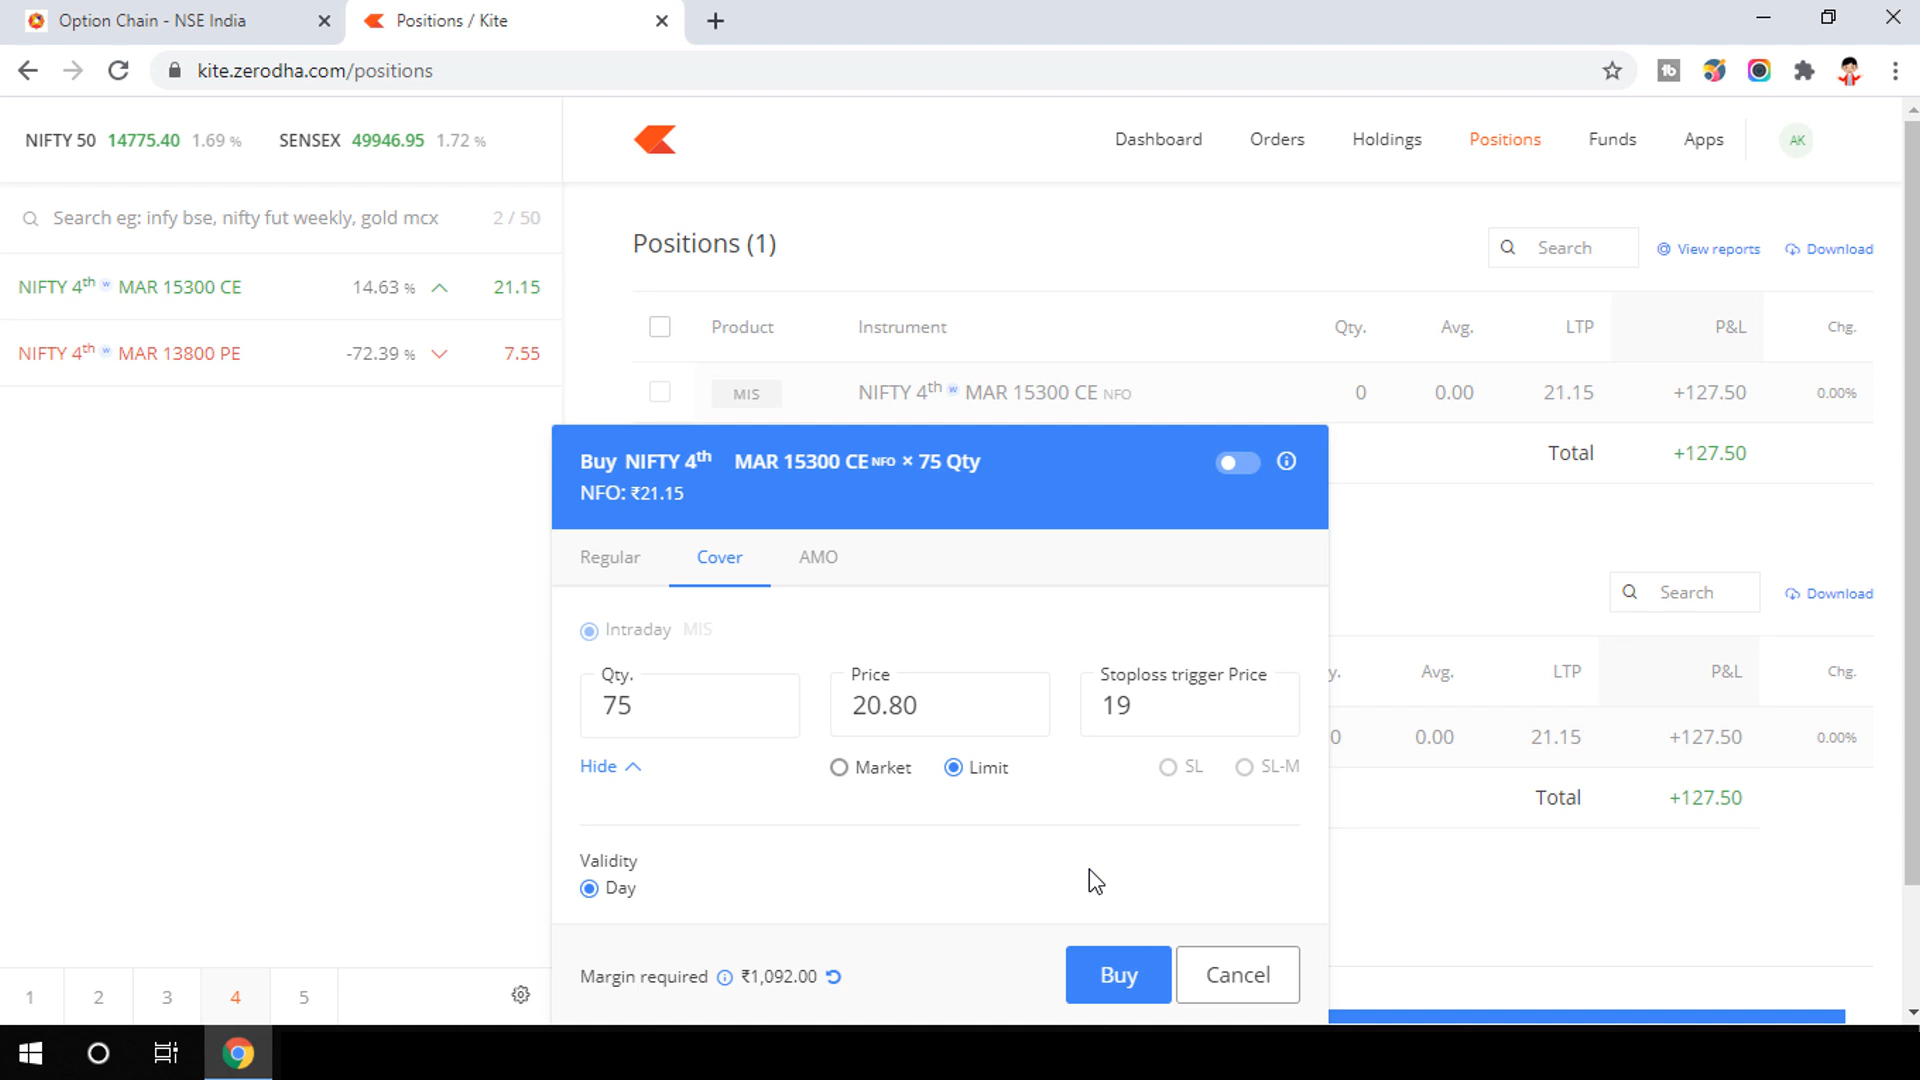 Option Chain - NSE India
Positions / Kite
kite.zerodha.com/positions
NIFTY 50 14775.40 1.69 % SENSEX 49946.95 1.72 %
Dashboard Orders Holdings Positions Funds Apps AK
Search eg: infy bse, nifty fut weekly, gold mcx 2 / 50
NIFTY 4th w MAR 15300 CE 14.63 % 21.15
NIFTY 4th w MAR 13800 PE -72.39 % 7.55
Positions (1)
Search View reports Download
Product Instrument Qty. Avg. LTP P&L Chg.
MIS NIFTY 4th w MAR 15300 CE NFO 0 0.00 21.15 +127.50 0.00%
Total +127.50
Buy NIFTY 4th MAR 15300 CE NFO × 75 Qty
NFO: ₹21.15
Regular Cover AMO
Intraday MIS
Qty. Price Stoploss trigger Price
75 20.80 19
Hide Market Limit SL SL-M
Validity
Day
Margin required ₹1,092.00
Buy Cancel
Search Download
y. Avg. LTP P&L Chg.
0 0.00 21.15 +127.50 0.00%
Total +127.50
1 2 3 4 5